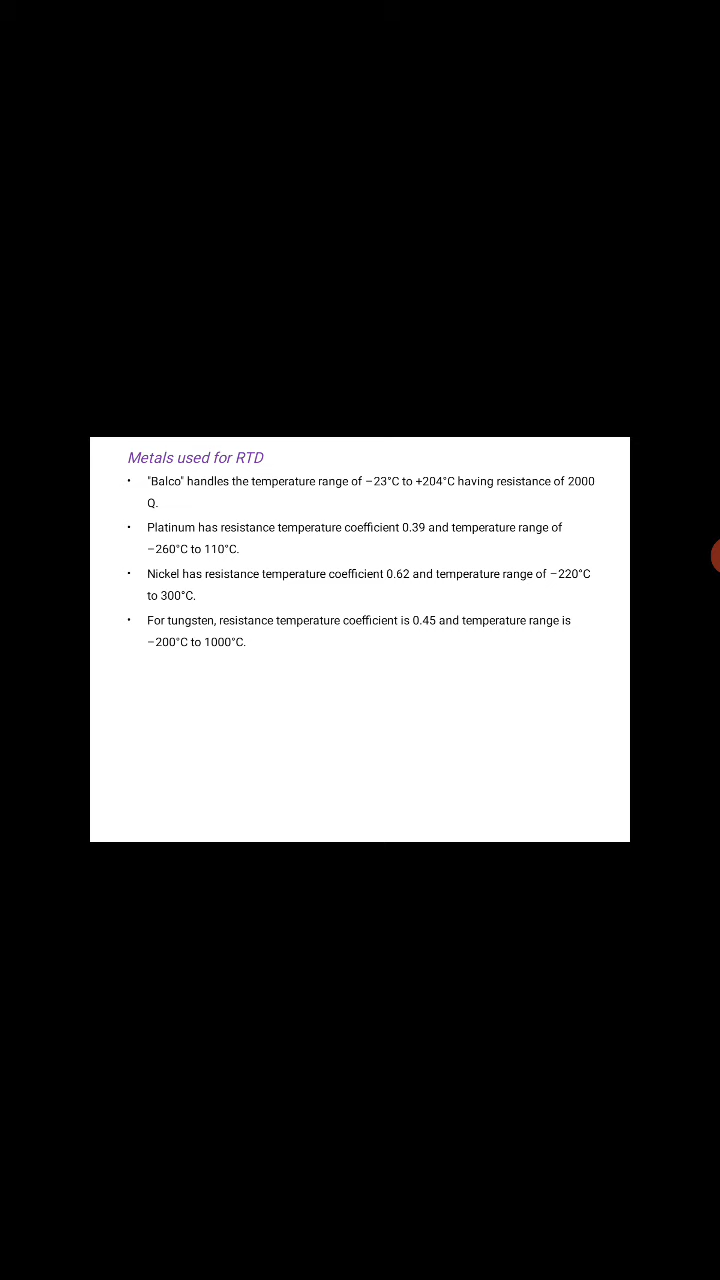 Metals used for RTD
• "Balco" handles the temperature range of −23°C to +204°C having resistance of 2000
Q.
• Platinum has resistance temperature coefficient 0.39 and temperature range of
−260°C to 110°C.
• Nickel has resistance temperature coefficient 0.62 and temperature range of −220°C
to 300°C.
• For tungsten, resistance temperature coefficient is 0.45 and temperature range is
−200°C to 1000°C.